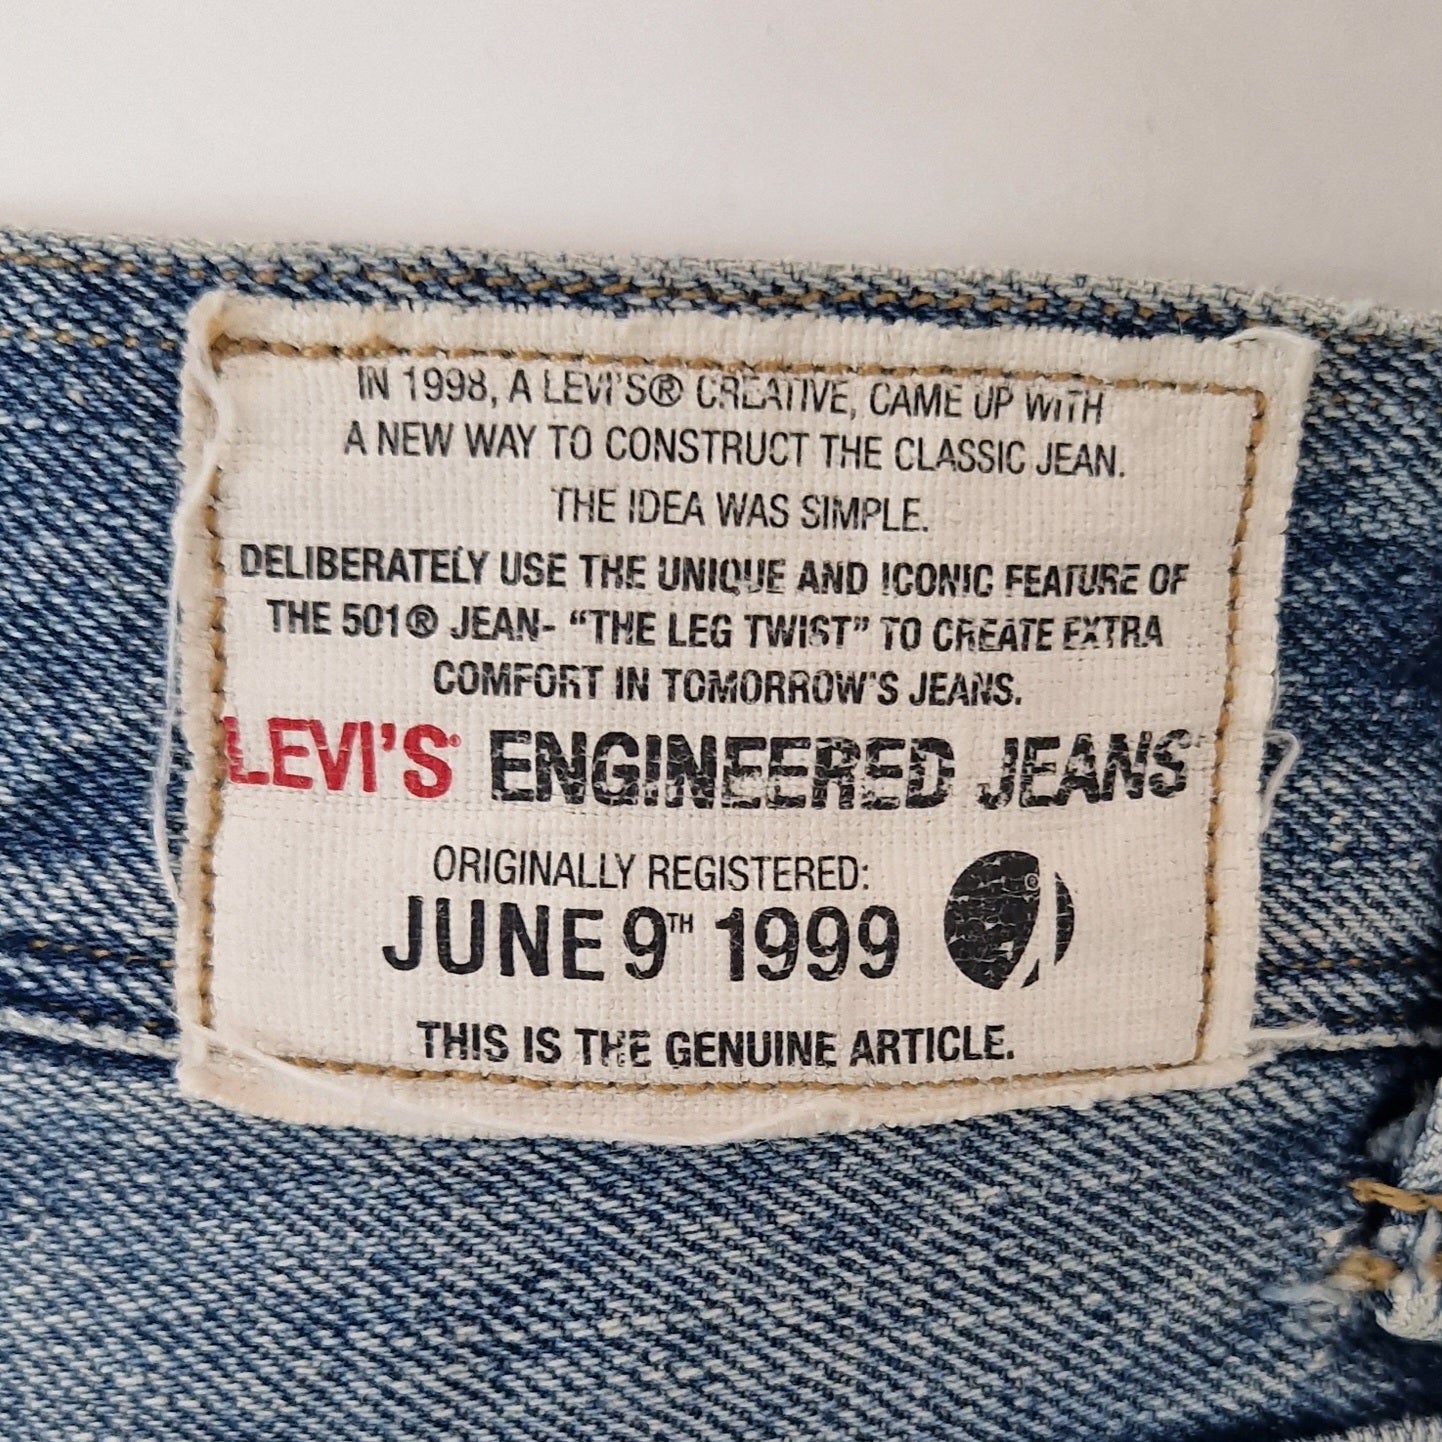 IN 1998, A LEVI'S® CREATIVE, CAME UP WITH
A NEW WAY TO CONSTRUCT THE CLASSIC JEAN.
THE IDEA WAS SIMPLE.
DELIBERATELY USE THE UNIQUE AND ICONIC FEATURE OF
THE 501® JEAN- “THE LEG TWIST” TO CREATE EXTRA
COMFORT IN TOMORROW'S JEANS.
LEVI'S® ENGINEERED JEANS™
ORIGINALLY REGISTERED:
JUNE 9TH 1999
THIS IS THE GENUINE ARTICLE.